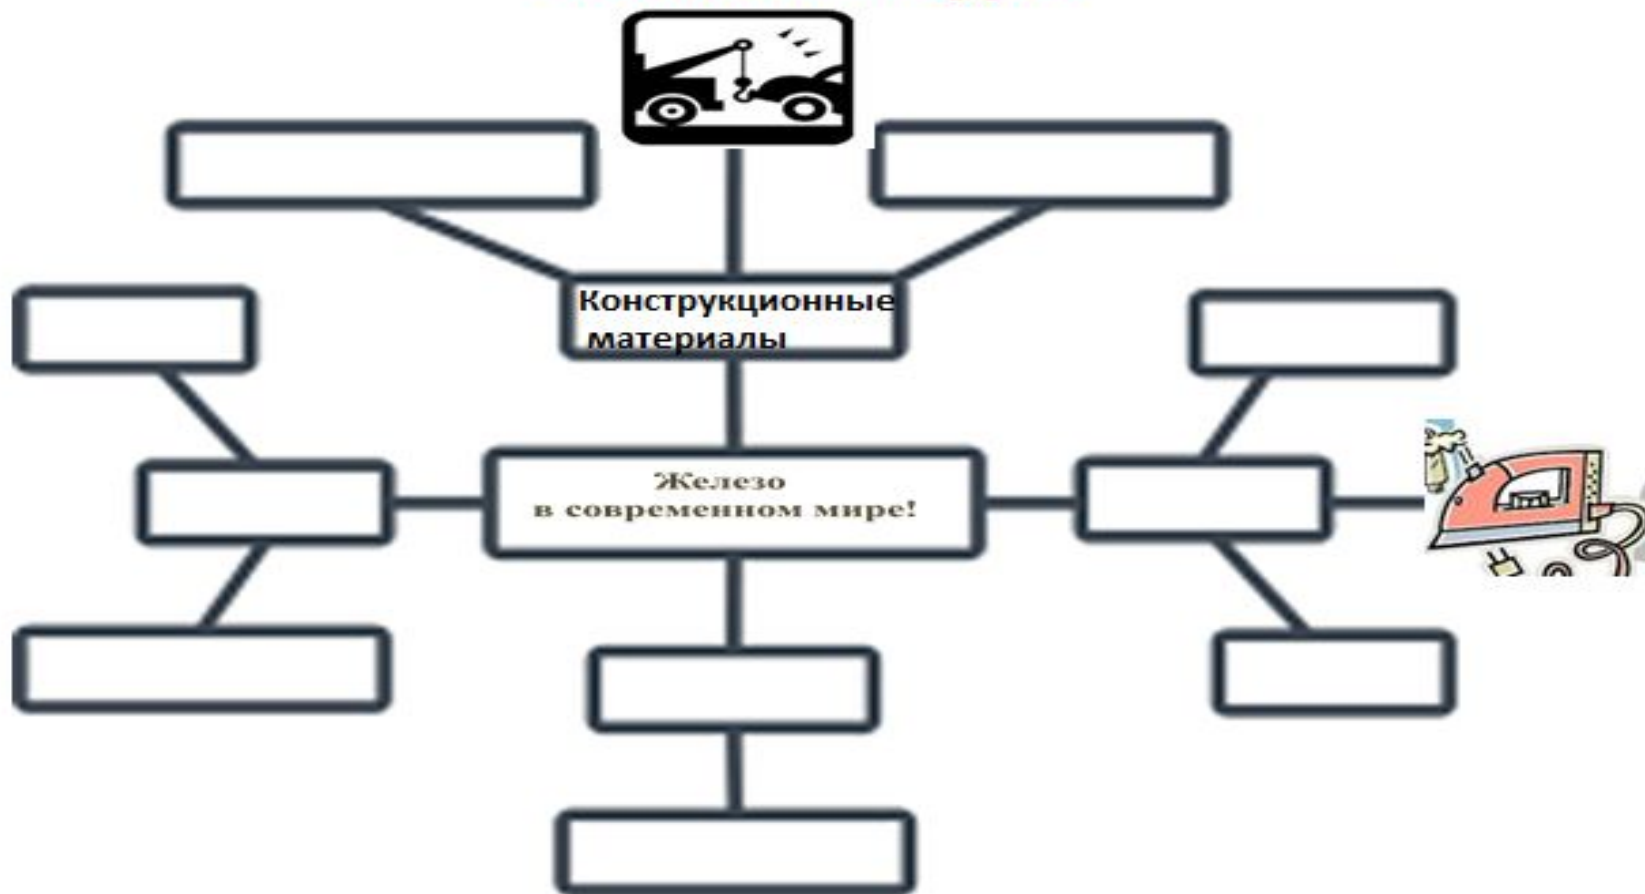 Конструкционные
материалы
Железо
в современном мире!